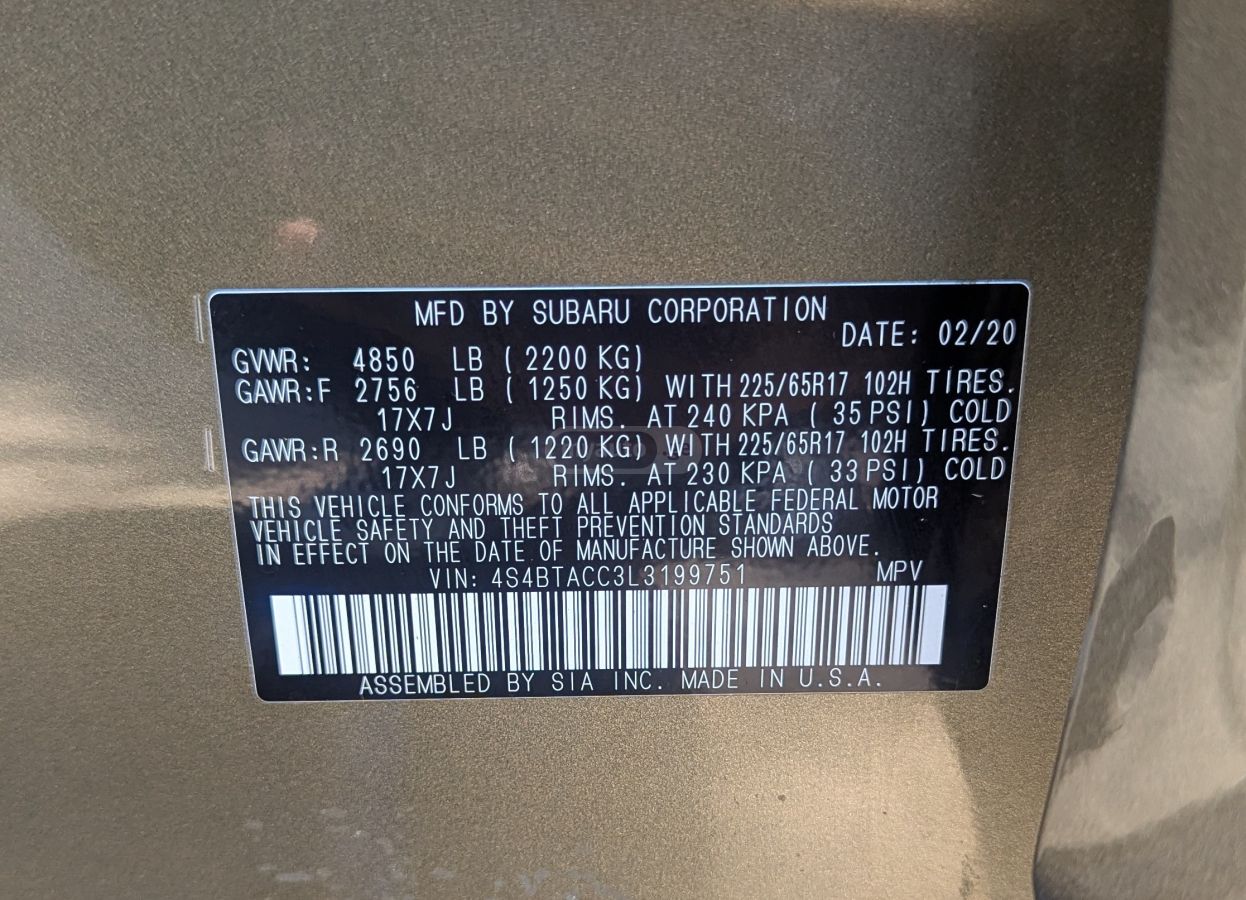 MFD BY SUBARU CORPORATION
DATE: 02/20
GVWR: 4850 LB ( 2200 KG)
GAWR:F 2756 LB ( 1250 KG) WITH 225/65R17 102H TIRES.
17X7J RIMS. AT 240 KPA ( 35 PSI) COLD
GAWR:R 2690 LB ( 1220 KG) WITH 225/65R17 102H TIRES.
17X7J RIMS. AT 230 KPA ( 33 PSI) COLD
THIS VEHICLE CONFORMS TO ALL APPLICABLE FEDERAL MOTOR
VEHICLE SAFETY AND THEFT PREVENTION STANDARDS
IN EFFECT ON THE DATE OF MANUFACTURE SHOWN ABOVE.
VIN: 4S4BTACC3L3199751 MPV
ASSEMBLED BY SIA INC. MADE IN U.S.A.